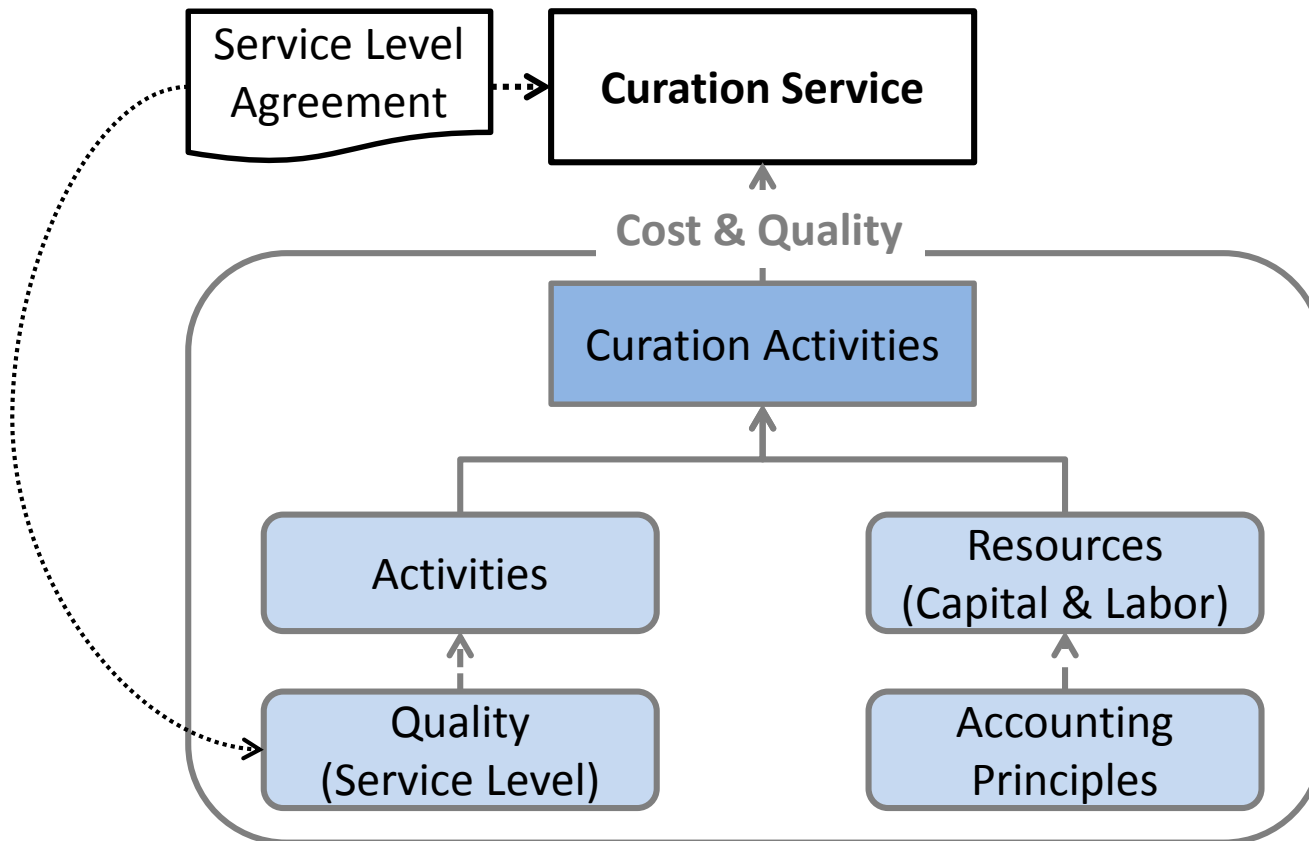 Service Level
Agreement
Curation Service
Cost & Quality
Curation Activities
Activities
Resources
(Capital & Labor)
Quality
(Service Level)
Accounting
Principles